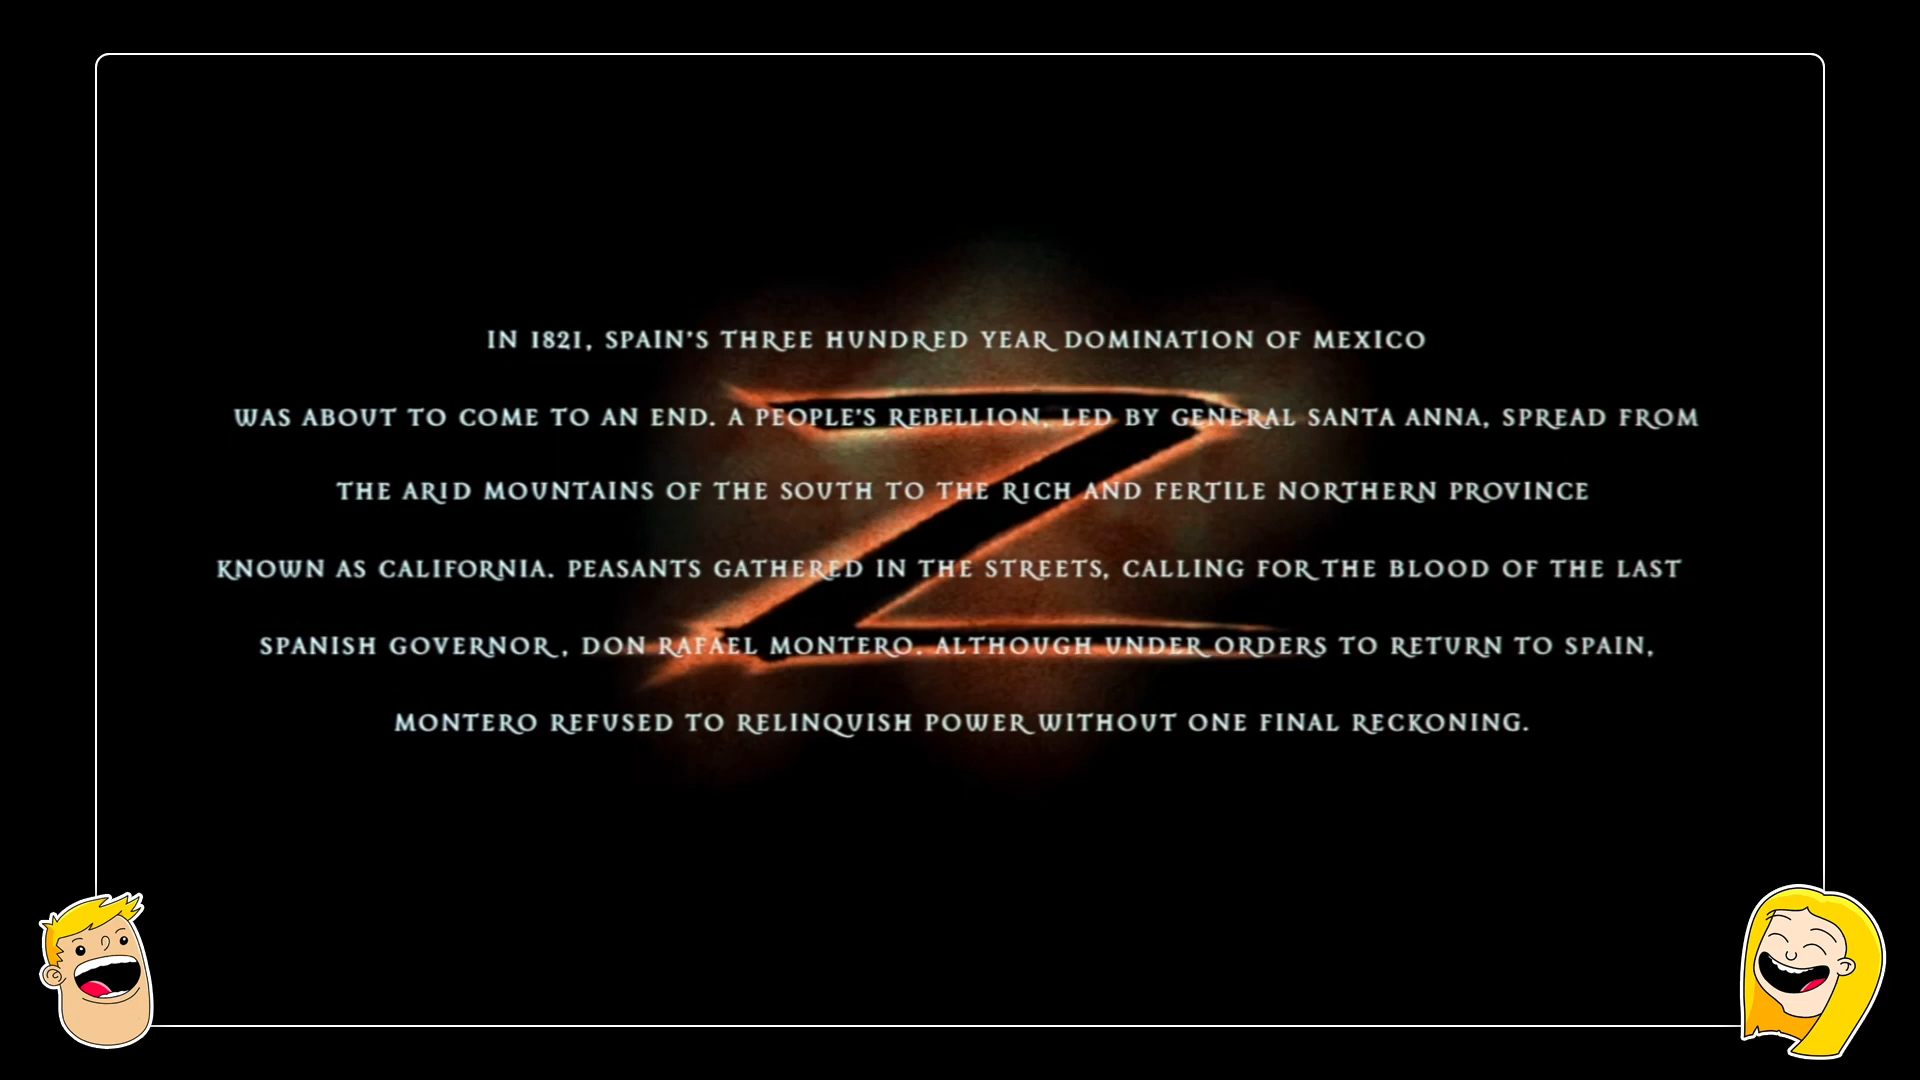 IN 1821, SPAIN'S THREE HUNDRED YEAR DOMINATION OF MEXICO
WAS ABOUT TO COME TO AN END. A PEOPLE'S REBELLION, LED BY GENERAL SANTA ANNA, SPREAD FROM
THE ARID MOUNTAINS OF THE SOUTH TO THE RICH AND FERTILE NORTHERN PROVINCE
KNOWN AS CALIFORNIA. PEASANTS GATHERED IN THE STREETS, CALLING FOR THE BLOOD OF THE LAST
SPANISH GOVERNOR, DON RAFAEL MONTERO. ALTHOUGH UNDER ORDERS TO RETURN TO SPAIN,
MONTERO REFUSED TO RELINQUISH POWER WITHOUT ONE FINAL RECKONING.
Z